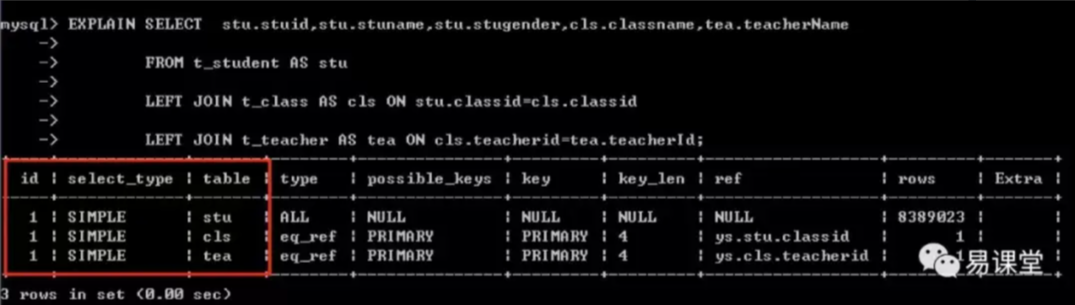 mysql> EXPLAIN SELECT stu.stuid,stu.stuname,stu.stugender,cls.classname,tea.teacherName
->
-> FROM t_student AS stu
->
-> LEFT JOIN t_class AS cls ON stu.classid=cls.classid
->
-> LEFT JOIN t_teacher AS tea ON cls.teacherid=tea.teacherId;
| id | select_type | table | type | possible_keys | key | key_len | ref | rows | Extra |
| 1 | SIMPLE | stu | ALL | NULL | NULL | NULL | NULL | 8389023 | |
| 1 | SIMPLE | cls | eq_ref | PRIMARY | PRIMARY | 4 | ys.stu.classid | 1 | |
| 1 | SIMPLE | tea | eq_ref | PRIMARY | PRIMARY | 4 | ys.cls.teacherid | 1 | |
易课堂
3 rows in set (0.00 sec)